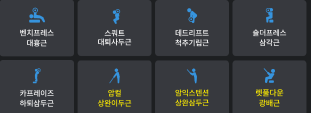 벤치프레스
대흉근
스쿼트
대퇴사두근
데드리프트
척추기립근
숄더프레스
삼각근
카프레이즈
하퇴삼두근
암컬
상완이두근
암익스텐션
상완삼두근
랫풀다운
광배근